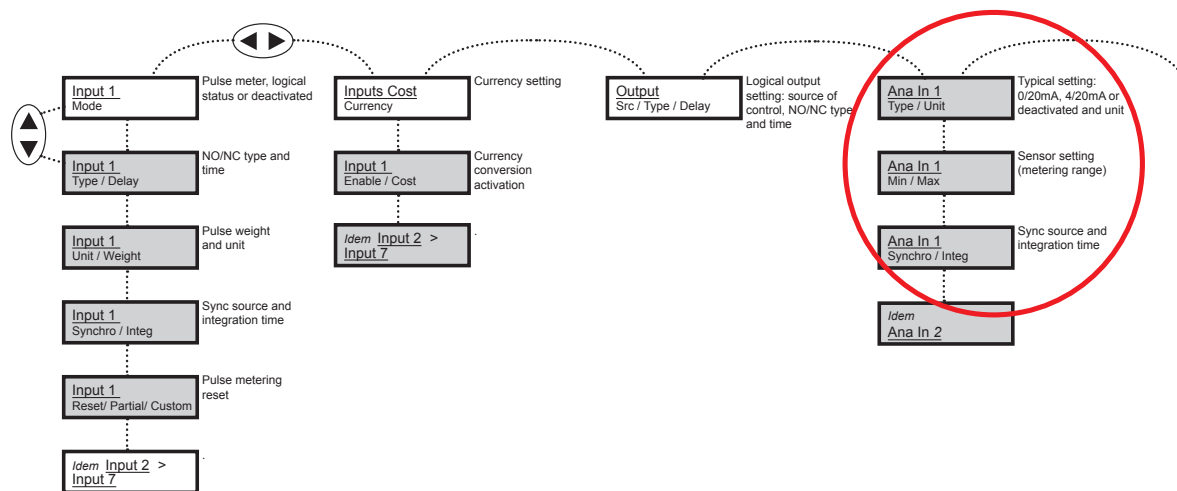 Input 1
Mode
Pulse meter, logical
status or deactivated
Input 1
Type / Delay
NO/NC type and
time
Input 1
Unit / Weight
Pulse weight
and unit
Input 1
Synchro / Integ
Sync source and
integration time
Input 1
Reset/ Partial/ Custom
Pulse metering
reset
Idem Input 2 >
Input 7
.
Inputs Cost
Currency
Currency setting
Input 1
Enable / Cost
Currency
conversion
activation
Idem Input 2 >
Input 7
.
Output
Src / Type / Delay
Logical output
setting: source of
control, NO/NC type
and time
Ana In 1
Type / Unit
Typical setting:
0/20mA, 4/20mA or
deactivated and unit
Ana In 1
Min / Max
Sensor setting
(metering range)
Ana In 1
Synchro / Integ
Sync source and
integration time
Idem
Ana In 2